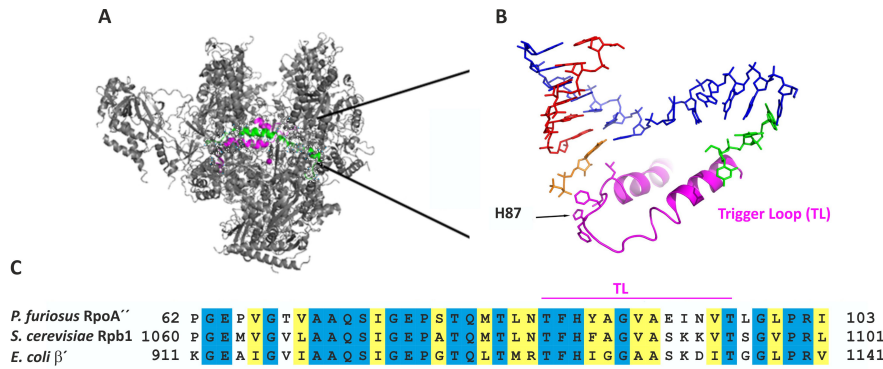 A
B
H87
Trigger Loop (TL)
C
TL
P. furiosus RpoA´´ 62 P G E P V G T V A A Q S I G E P S T Q M T L N T F H Y A G V A E I N V T L G L P R I 103
S. cerevisiae Rpb1 1060 P G E M V G V L A A Q S I G E P A T Q M T L N T F H F A G V A S K K V T S G V P R L 1101
E. coli β´ 911 K G E A I G V I A A Q S I G E P G T Q L T M R T F H I G G A A S K D I T G G L P R V 1141